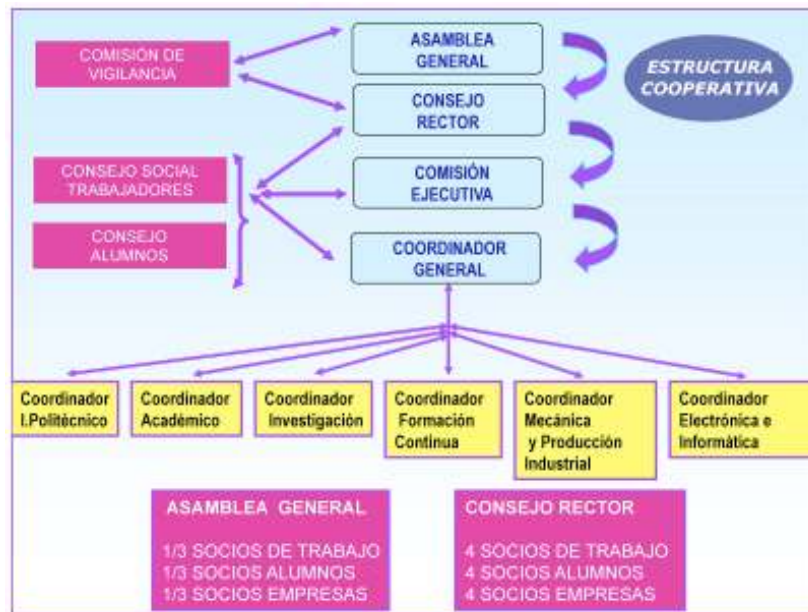 ASAMBLEA
GENERAL
COMISIÓN DE
VIGILANCIA
ESTRUCTURA
COOPERATIVA
CONSEJO
RECTOR
CONSEJO SOCIAL
TRABAJADORES
COMISIÓN
EJECUTIVA
CONSEJO
ALUMNOS
COORDINADOR
GENERAL
Coordinador
I.Politécnico
Coordinador
Académico
Coordinador
Investigación
Coordinador
Formación
Continua
Coordinador
Mecánica
y Producción
Industrial
Coordinador
Electrónica e
Informática
ASAMBLEA GENERAL
1/3 SOCIOS DE TRABAJO
1/3 SOCIOS ALUMNOS
1/3 SOCIOS EMPRESAS
CONSEJO RECTOR
4 SOCIOS DE TRABAJO
4 SOCIOS ALUMNOS
4 SOCIOS EMPRESAS